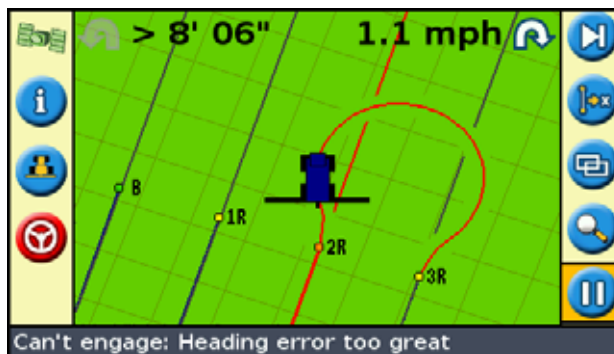 > 8' 06" 1.1 mph
B
1R
2R
3R
Can't engage: Heading error too great